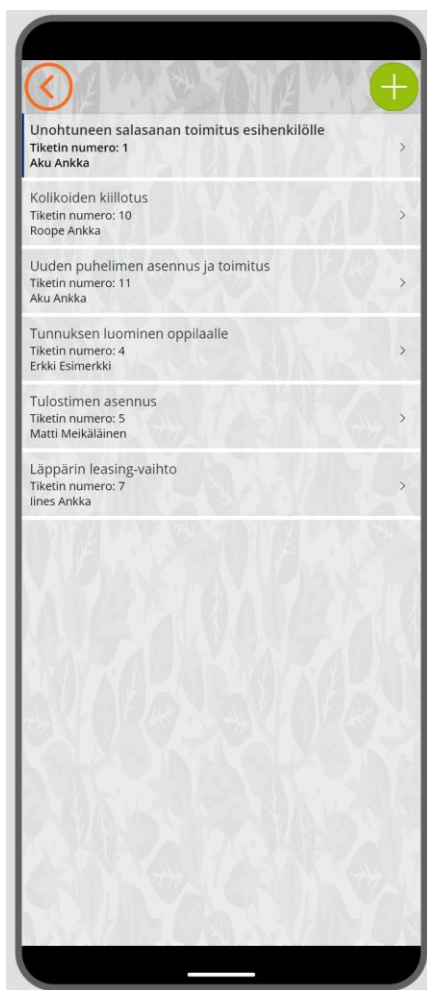 Unohtuneen salasanan toimitus esihenkilölle
Tiketin numero: 1
Aku Ankka
Kolikoiden kiillotus
Tiketin numero: 10
Roope Ankka
Uuden puhelimen asennus ja toimitus
Tiketin numero: 11
Aku Ankka
Tunnuksen luominen oppilaalle
Tiketin numero: 4
Erkki Esimerkki
Tulostimen asennus
Tiketin numero: 5
Matti Meikäläinen
Läppärin leasing-vaihto
Tiketin numero: 7
Iines Ankka